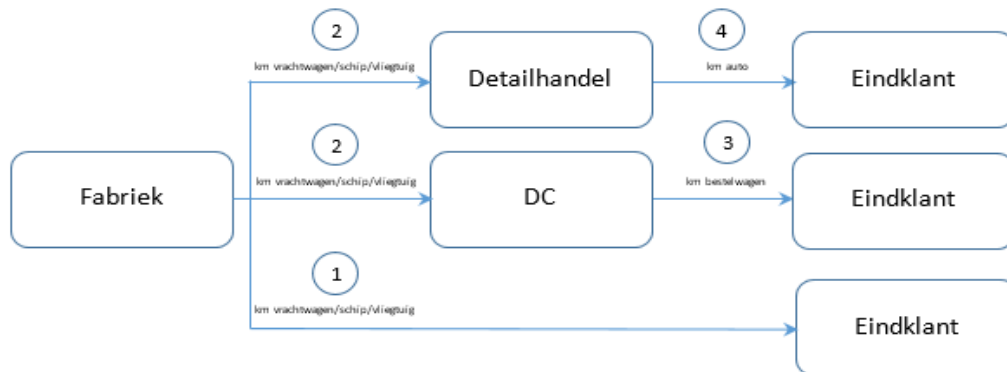 2
km vrachtwagen/schip/vliegtuig
Detailhandel
4
km auto
Eindklant
Fabriek
2
km vrachtwagen/schip/vliegtuig
DC
3
km bestelwagen
Eindklant
1
km vrachtwagen/schip/vliegtuig
Eindklant